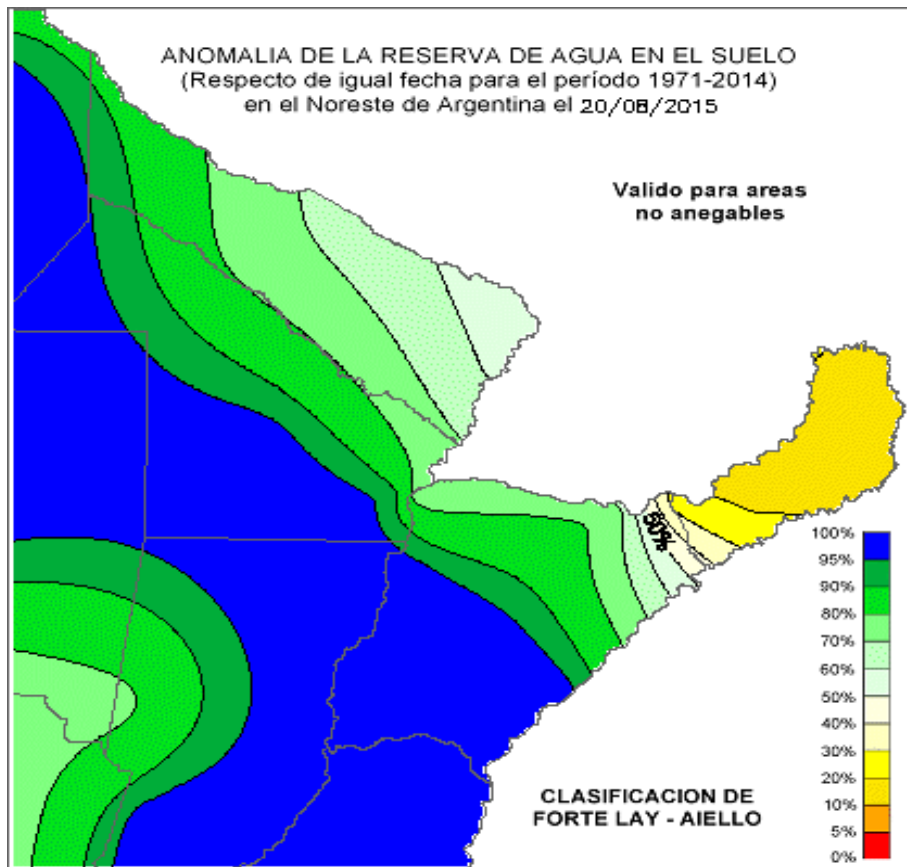 ANOMALIA DE LA RESERVA DE AGUA EN EL SUELO
(Respecto de igual fecha para el período 1971-2014)
en el Noreste de Argentina el 20/08/2015
Valido para areas
no anegables
50%
100%
95%
90%
80%
70%
60%
50%
40%
30%
20%
10%
5%
0%
CLASIFICACION DE
FORTE LAY - AIELLO